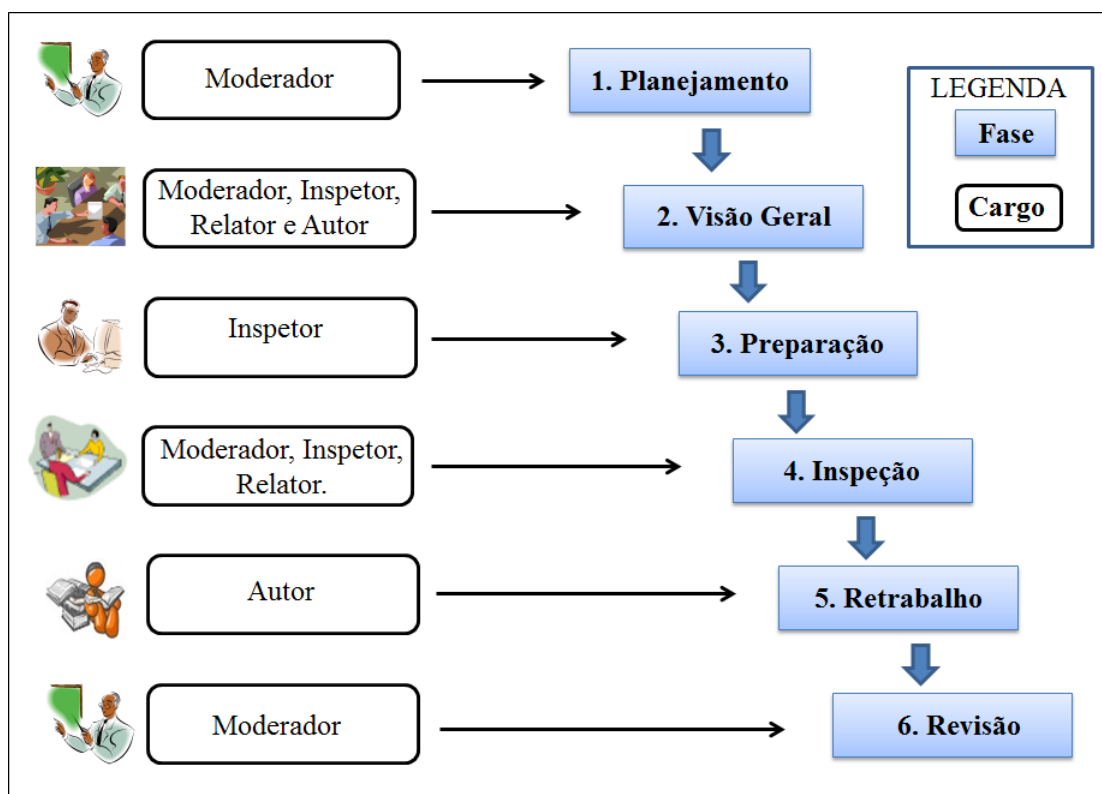 Moderador
1. Planejamento
LEGENDA
Fase
Cargo
Moderador, Inspetor,
Relator e Autor
2. Visão Geral
Inspetor
3. Preparação
Moderador, Inspetor,
Relator.
4. Inspeção
Autor
5. Retrabalho
Moderador
6. Revisão